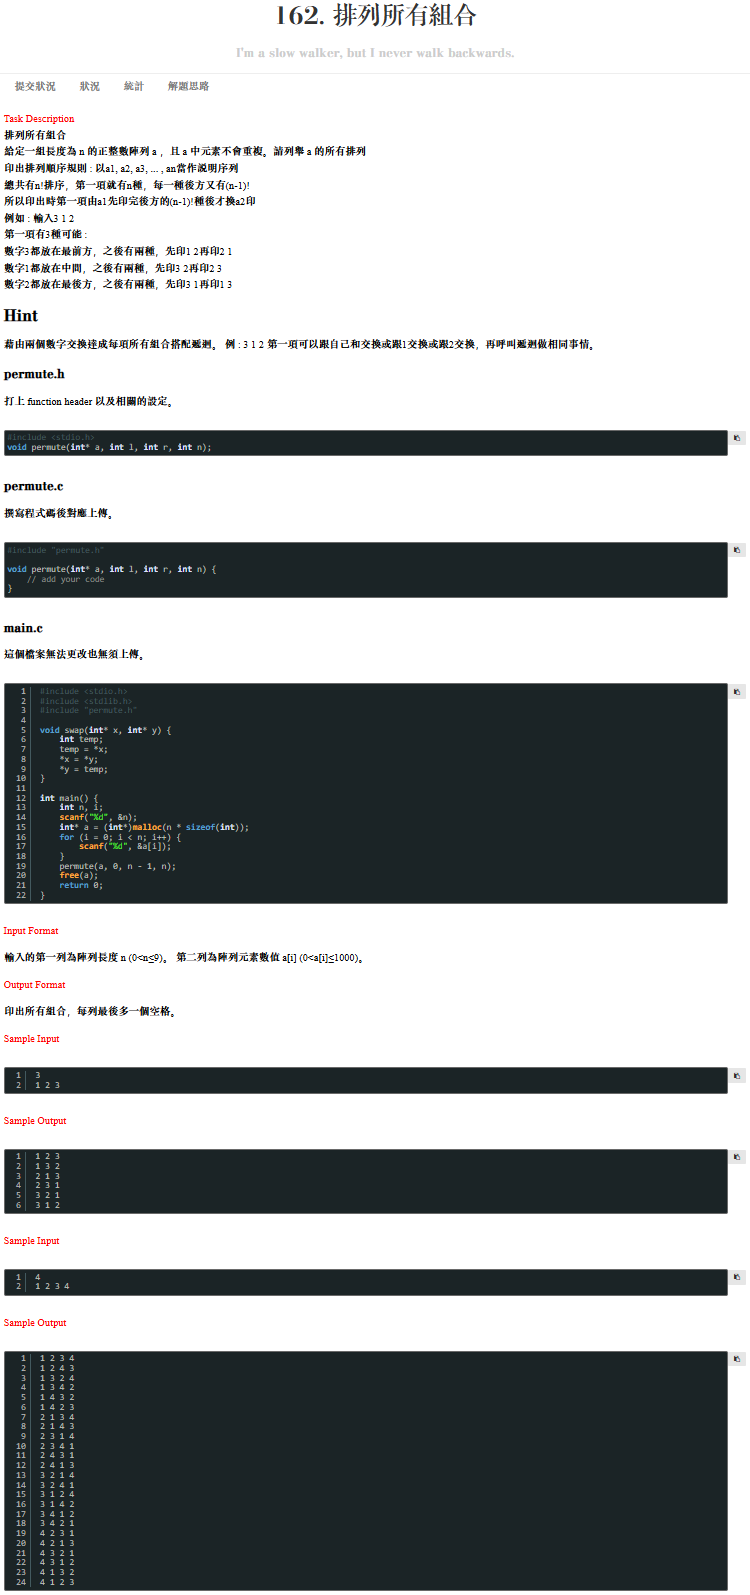 162. 排列所有組合
I'm a slow walker, but I never walk backwards.
提交狀況 狀況 統計 解題思路
Task Description
排列所有組合
給定一組長度為 n 的正整數陣列 a ，且 a 中元素不會重複。請列舉 a 的所有排列
印出排列順序規則 : 以a1, a2, a3, ... , an當作説明序列
總共有n!排序，第一項就有n種，每一種後方又有(n-1)!
所以印出時第一項由a1先印完後方的(n-1)!種後才換a2印
例如 : 輸入3 1 2
第一項有3種可能 :
數字3都放在最前方，之後有兩種，先印1 2再印2 1
數字1都放在中間，之後有兩種，先印3 2再印2 3
數字2都放在最後方，之後有兩種，先印3 1再印1 3
Hint
藉由兩個數字交換達成每項所有組合搭配遞迴。 例 : 3 1 2 第一項可以跟自己和交換或跟1交換或跟2交換，再呼叫遞迴做相同事情。
permute.h
打上 function header 以及相關的設定。
#include <stdio.h>
void permute(int* a, int l, int r, int n);
permute.c
撰寫程式碼後對應上傳。
#include "permute.h"
void permute(int* a, int l, int r, int n) {
// add your code
}
main.c
這個檔案無法更改也無須上傳。
1 #include <stdio.h>
2 #include <stdlib.h>
3 #include "permute.h"
4
5 void swap(int* x, int* y) {
6 int temp;
7 temp = *x;
8 *x = *y;
9 *y = temp;
10 }
11
12 int main() {
13 int n, i;
14 scanf("%d", &n);
15 int* a = (int*)malloc(n * sizeof(int));
16 for (i = 0; i < n; i++) {
17 scanf("%d", &a[i]);
18 }
19 permute(a, 0, n - 1, n);
20 free(a);
21 return 0;
22 }
Input Format
輸入的第一列為陣列長度 n (0<n≤9)。 第二列為陣列元素數值 a[i] (0<a[i]≤1000)。
Output Format
印出所有組合，每列最後多一個空格。
Sample Input
1 3
2 1 2 3
Sample Output
1 1 2 3
2 1 3 2
3 2 1 3
4 2 3 1
5 3 2 1
6 3 1 2
Sample Input
1 4
2 1 2 3 4
Sample Output
1 1 2 3 4
2 1 2 4 3
3 1 3 2 4
4 1 3 4 2
5 1 4 3 2
6 1 4 2 3
7 2 1 3 4
8 2 1 4 3
9 2 3 1 4
10 2 3 4 1
11 2 4 3 1
12 2 4 1 3
13 3 2 1 4
14 3 2 4 1
15 3 1 2 4
16 3 1 4 2
17 3 4 1 2
18 3 4 2 1
19 4 2 3 1
20 4 2 1 3
21 4 3 2 1
22 4 3 1 2
23 4 1 3 2
24 4 1 2 3